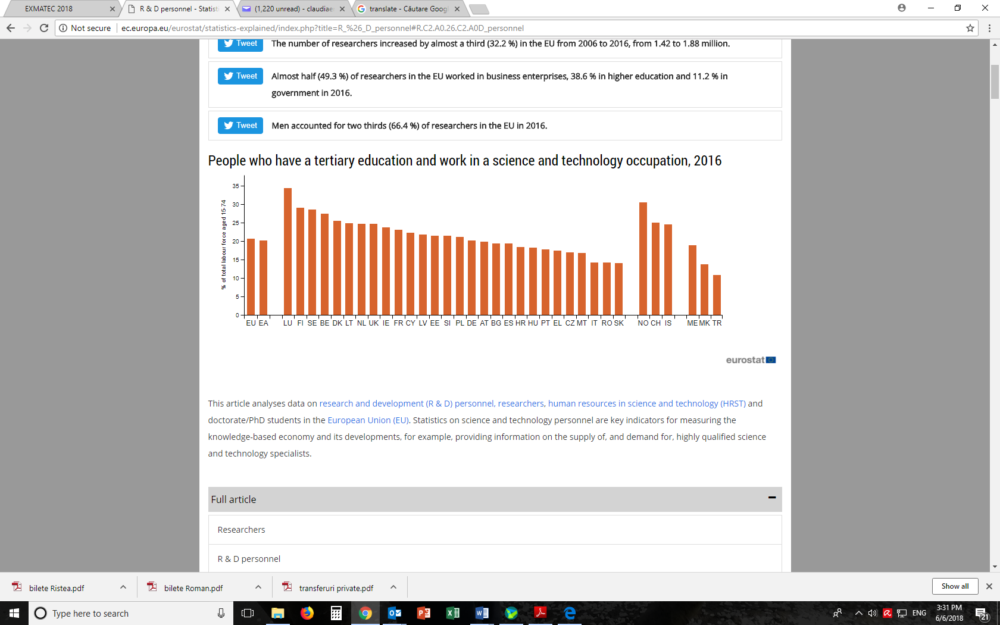 EXMATEC 2018
R & D personnel - Statisti
(1,220 unread) - claudiae
translate - Căutare Goog
Not secure
ec.europa.eu/eurostat/statistics-explained/index.php?title=R_%26_D_personnel#R.C2.A0.26.C2.A0D_personnel
Tweet
The number of researchers increased by almost a third (32.2 %) in the EU from 2006 to 2016, from 1.42 to 1.88 million.
Tweet
Almost half (49.3 %) of researchers in the EU worked in business enterprises, 38.6 % in higher education and 11.2 % in
government in 2016.
Tweet
Men accounted for two thirds (66.4 %) of researchers in the EU in 2016.
People who have a tertiary education and work in a science and technology occupation, 2016
% of total labour force aged 15-74
35
30
25
20
15
10
5
0
EU EA LU FI SE BE DK LT NL UK IE FR CY LV EE SI PL DE AT BG ES HR HU PT EL CZ MT IT RO SK NO CH IS ME MK TR
eurostat
This article analyses data on research and development (R & D) personnel, researchers, human resources in science and technology (HRST) and
doctorate/PhD students in the European Union (EU). Statistics on science and technology personnel are key indicators for measuring the
knowledge-based economy and its developments, for example, providing information on the supply of, and demand for, highly qualified science
and technology specialists.
Full article
Researchers
R & D personnel
bilete Ristea.pdf
bilete Roman.pdf
transferuri private.pdf
Show all
Type here to search
ENG
3:31 PM
6/6/2018
21